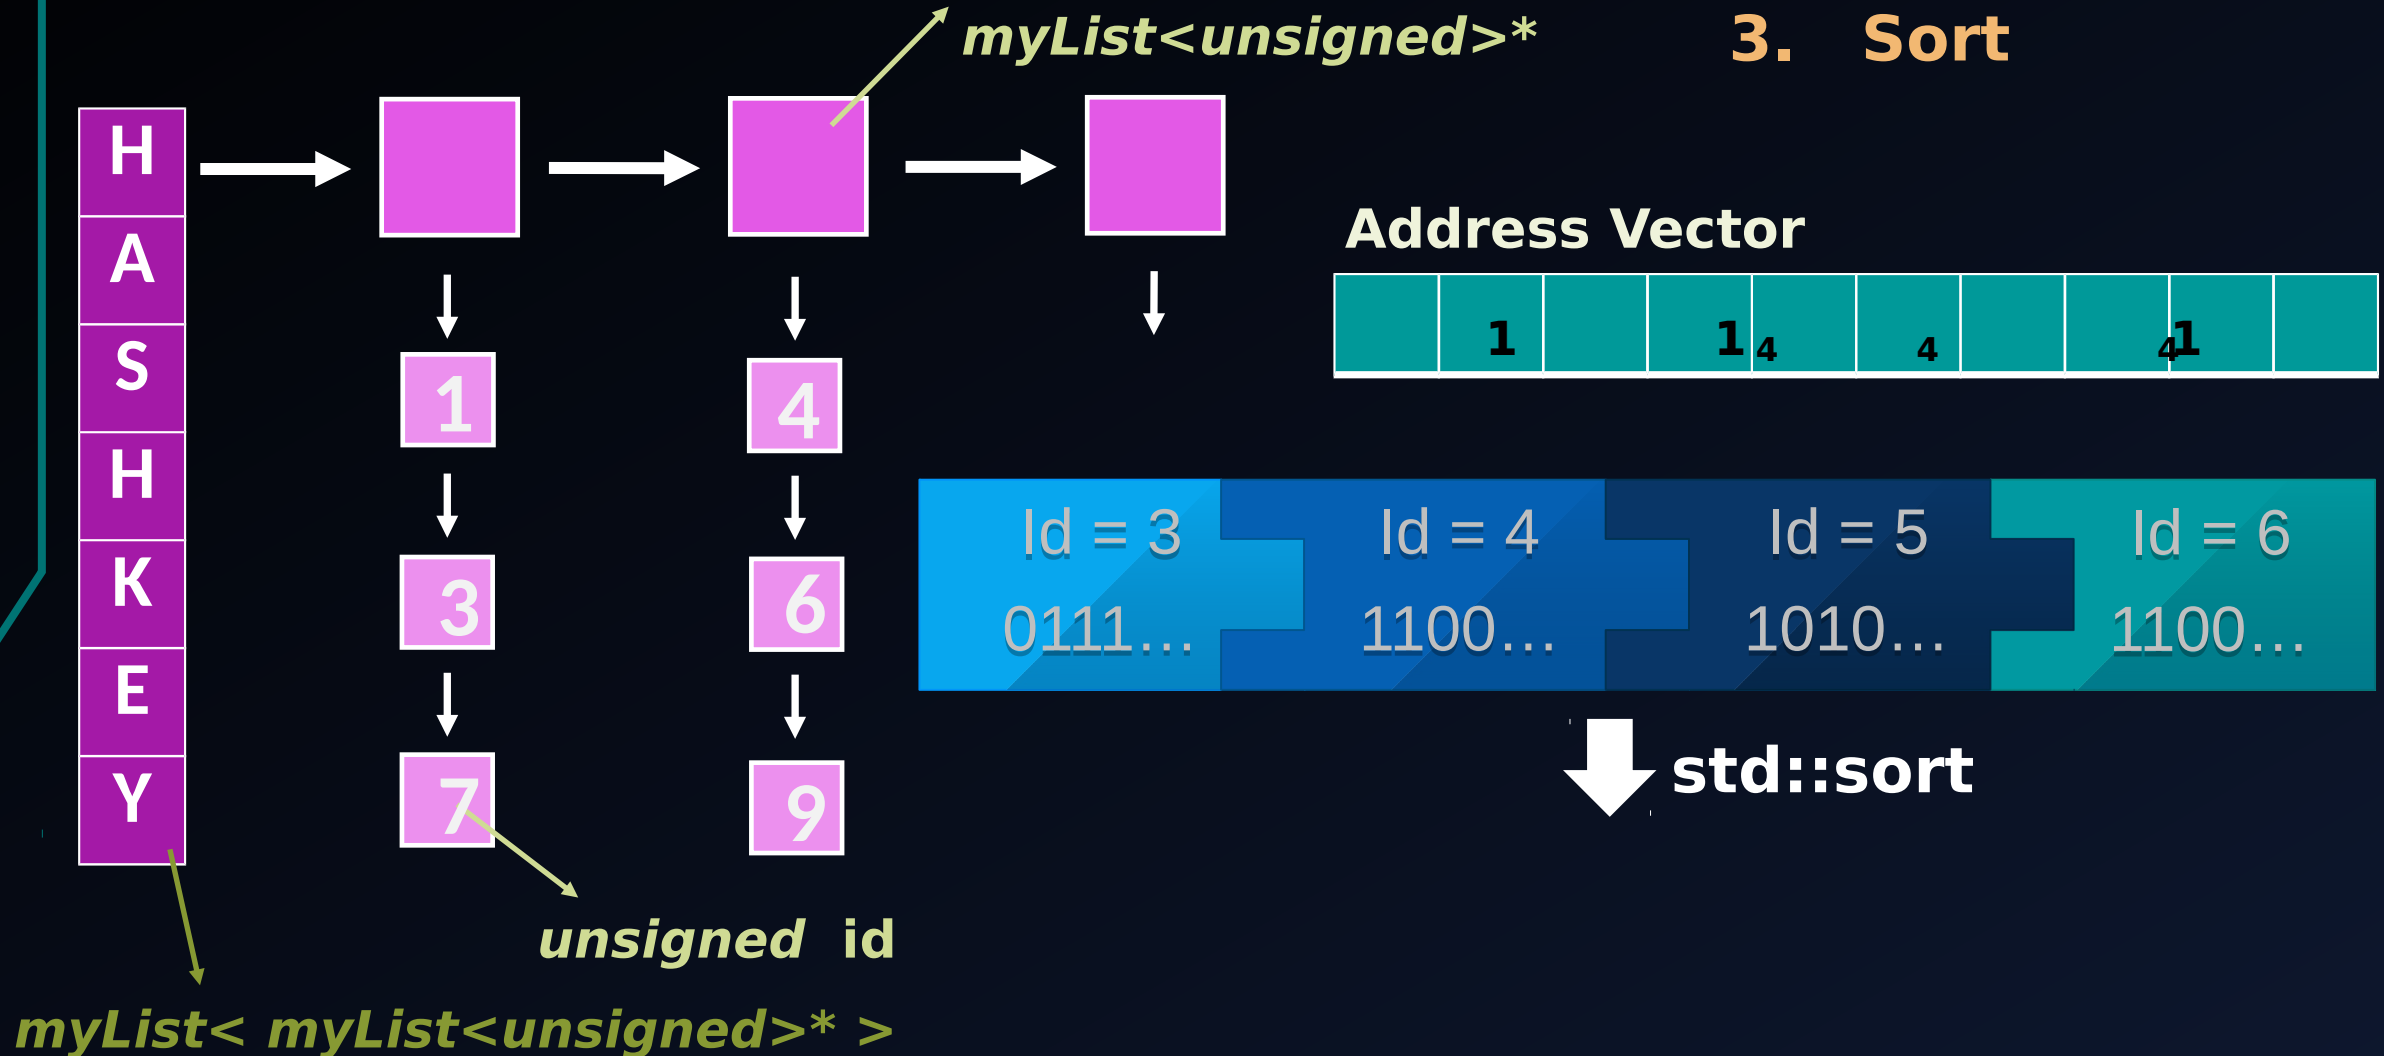 myList<unsigned>*
3. Sort
H
A
S
H
K
E
Y
1
3
7
4
6
9
Address Vector
1 1 4 4 4 1
Id = 3 Id = 4 Id = 5 Id = 6
0111... 1100... 1010... 1100...
std::sort
unsigned id
myList< myList<unsigned>* >